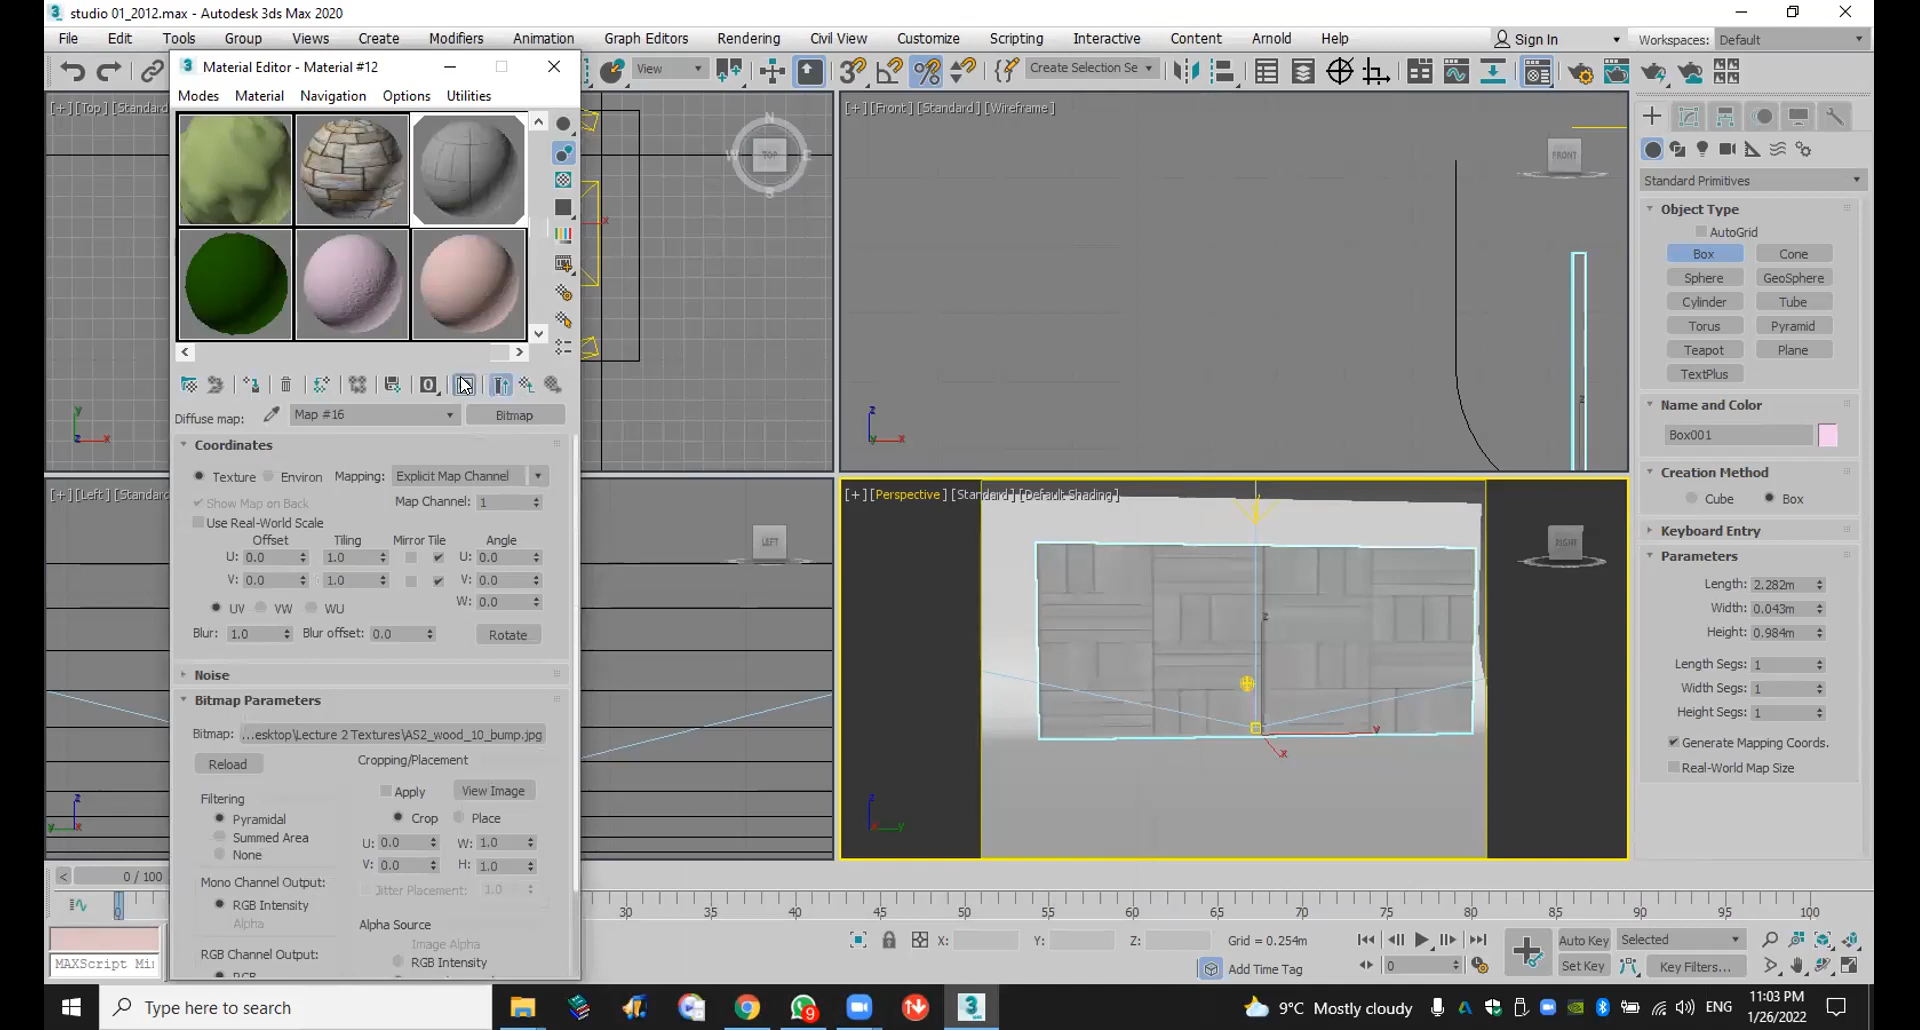 studio 01_2012.max - Autodesk 3ds Max 2020
File Edit Tools Group Views Create Modifiers Animation Graph Editors Rendering Civil View Customize Scripting Interactive Content Arnold Help Sign In Workspaces: Default
Material Editor - Material #12
Modes Material Navigation Options Utilities
View
Create Selection Se
[+] [Top] [Standard
TOP
N
W
E
S
[+] [Front] [Standard] [Wireframe]
FRONT
Diffuse map: Map #16 Bitmap
Coordinates
Texture Environ Mapping: Explicit Map Channel
Show Map on Back Map Channel: 1
Use Real-World Scale
Offset Tiling Mirror Tile Angle
U: 0.0 1.0 U: 0.0
V: 0.0 1.0 V: 0.0
W: 0.0
UV VW WU
Blur: 1.0 Blur offset: 0.0 Rotate
Noise
Bitmap Parameters
Bitmap: ...esktop\Lecture 2 Textures\AS2_wood_10_bump.jpg
Reload
Cropping/Placement
Apply View Image
Crop Place
U: 0.0 W: 1.0
V: 0.0 H: 1.0
Jitter Placement: 1.0
Filtering
Pyramidal
Summed Area
None
Mono Channel Output:
RGB Intensity
Alpha
Alpha Source
Image Alpha
RGB Intensity
RGB Channel Output:
RGB
[+] [Left] [Standard
LEFT
[+] [Perspective] [Standard] [Default Shading]
RIGHT
Standard Primitives
Object Type
AutoGrid
Box Cone
Sphere GeoSphere
Cylinder Tube
Torus Pyramid
Teapot Plane
TextPlus
Name and Color
Box001
Creation Method
Cube Box
Keyboard Entry
Parameters
Length: 2.282m
Width: 0.043m
Height: 0.984m
Length Segs: 1
Width Segs: 1
Height Segs: 1
Generate Mapping Coords.
Real-World Map Size
0 / 100
0 30 35 40 45 50 55 60 65 70 75 80 85 90 95 100
MAXScript Mi
X: Y: Z: Grid = 0.254m
Add Time Tag
0
Auto Key Selected
Set Key Key Filters...
Type here to search
9
3
9°C Mostly cloudy
ENG
11:03 PM
1/26/2022